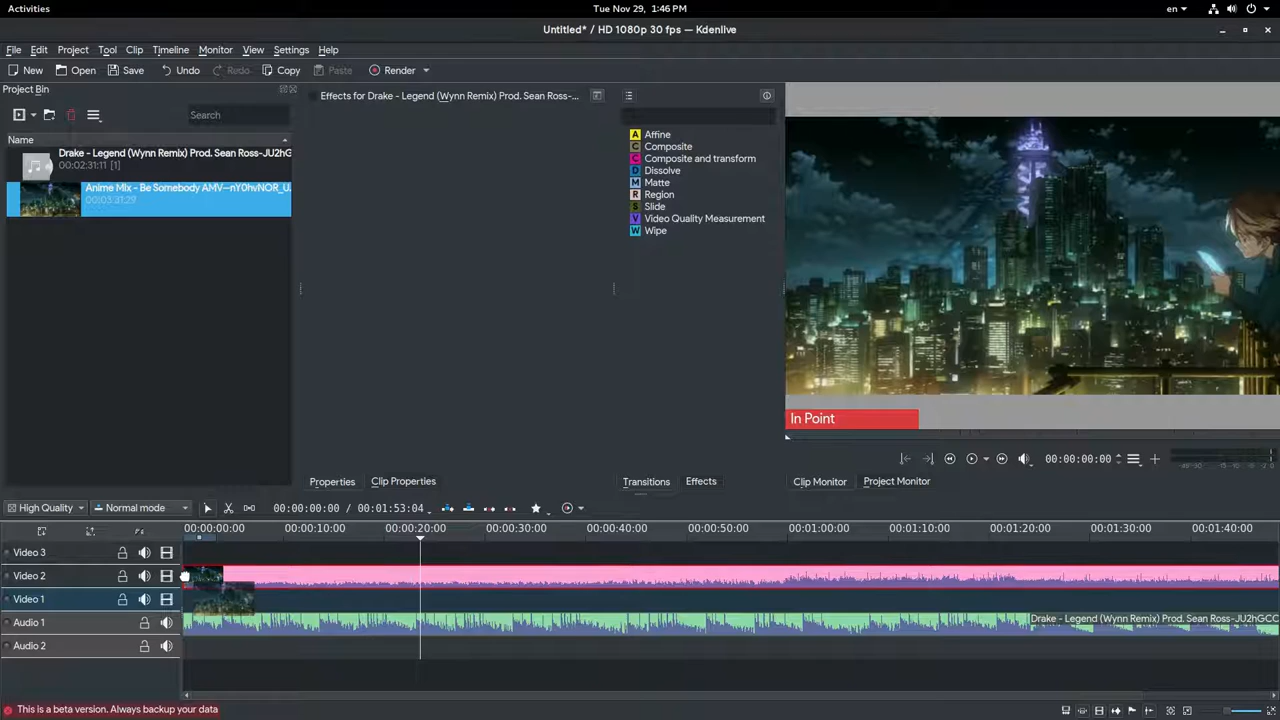 Activities
Tue Nov 29, 1:46 PM
en
Untitled* / HD 1080p 30 fps — Kdenlive
File Edit Project Tool Clip Timeline Monitor View Settings Help
New Open Save Undo Redo Copy Paste Render
Project Bin
Search
Name
Drake - Legend (Wynn Remix) Prod. Sean Ross-JU2hG
00:02:31:11 [1]
Anime MIx - Be Somebody AMV--nY0hvNOR_U.
00:03:31:29
Effects for Drake - Legend (Wynn Remix) Prod. Sean Ross-...
A Affine
C Composite
C Composite and transform
D Dissolve
M Matte
R Region
S Slide
V Video Quality Measurement
W Wipe
In Point
00:00:00:00
Properties Clip Properties
Transitions Effects
Clip Monitor Project Monitor
High Quality Normal mode 00:00:00:00 / 00:01:53:04
00:00:00:00 00:00:10:00 00:00:20:00 00:00:30:00 00:00:40:00 00:00:50:00 00:01:00:00 00:01:10:00 00:01:20:00 00:01:30:00 00:01:40:00
Video 3
Video 2
Video 1
Audio 1
Drake - Legend (Wynn Remix) Prod. Sean Ross-JU2hGCC
Audio 2
This is a beta version. Always backup your data